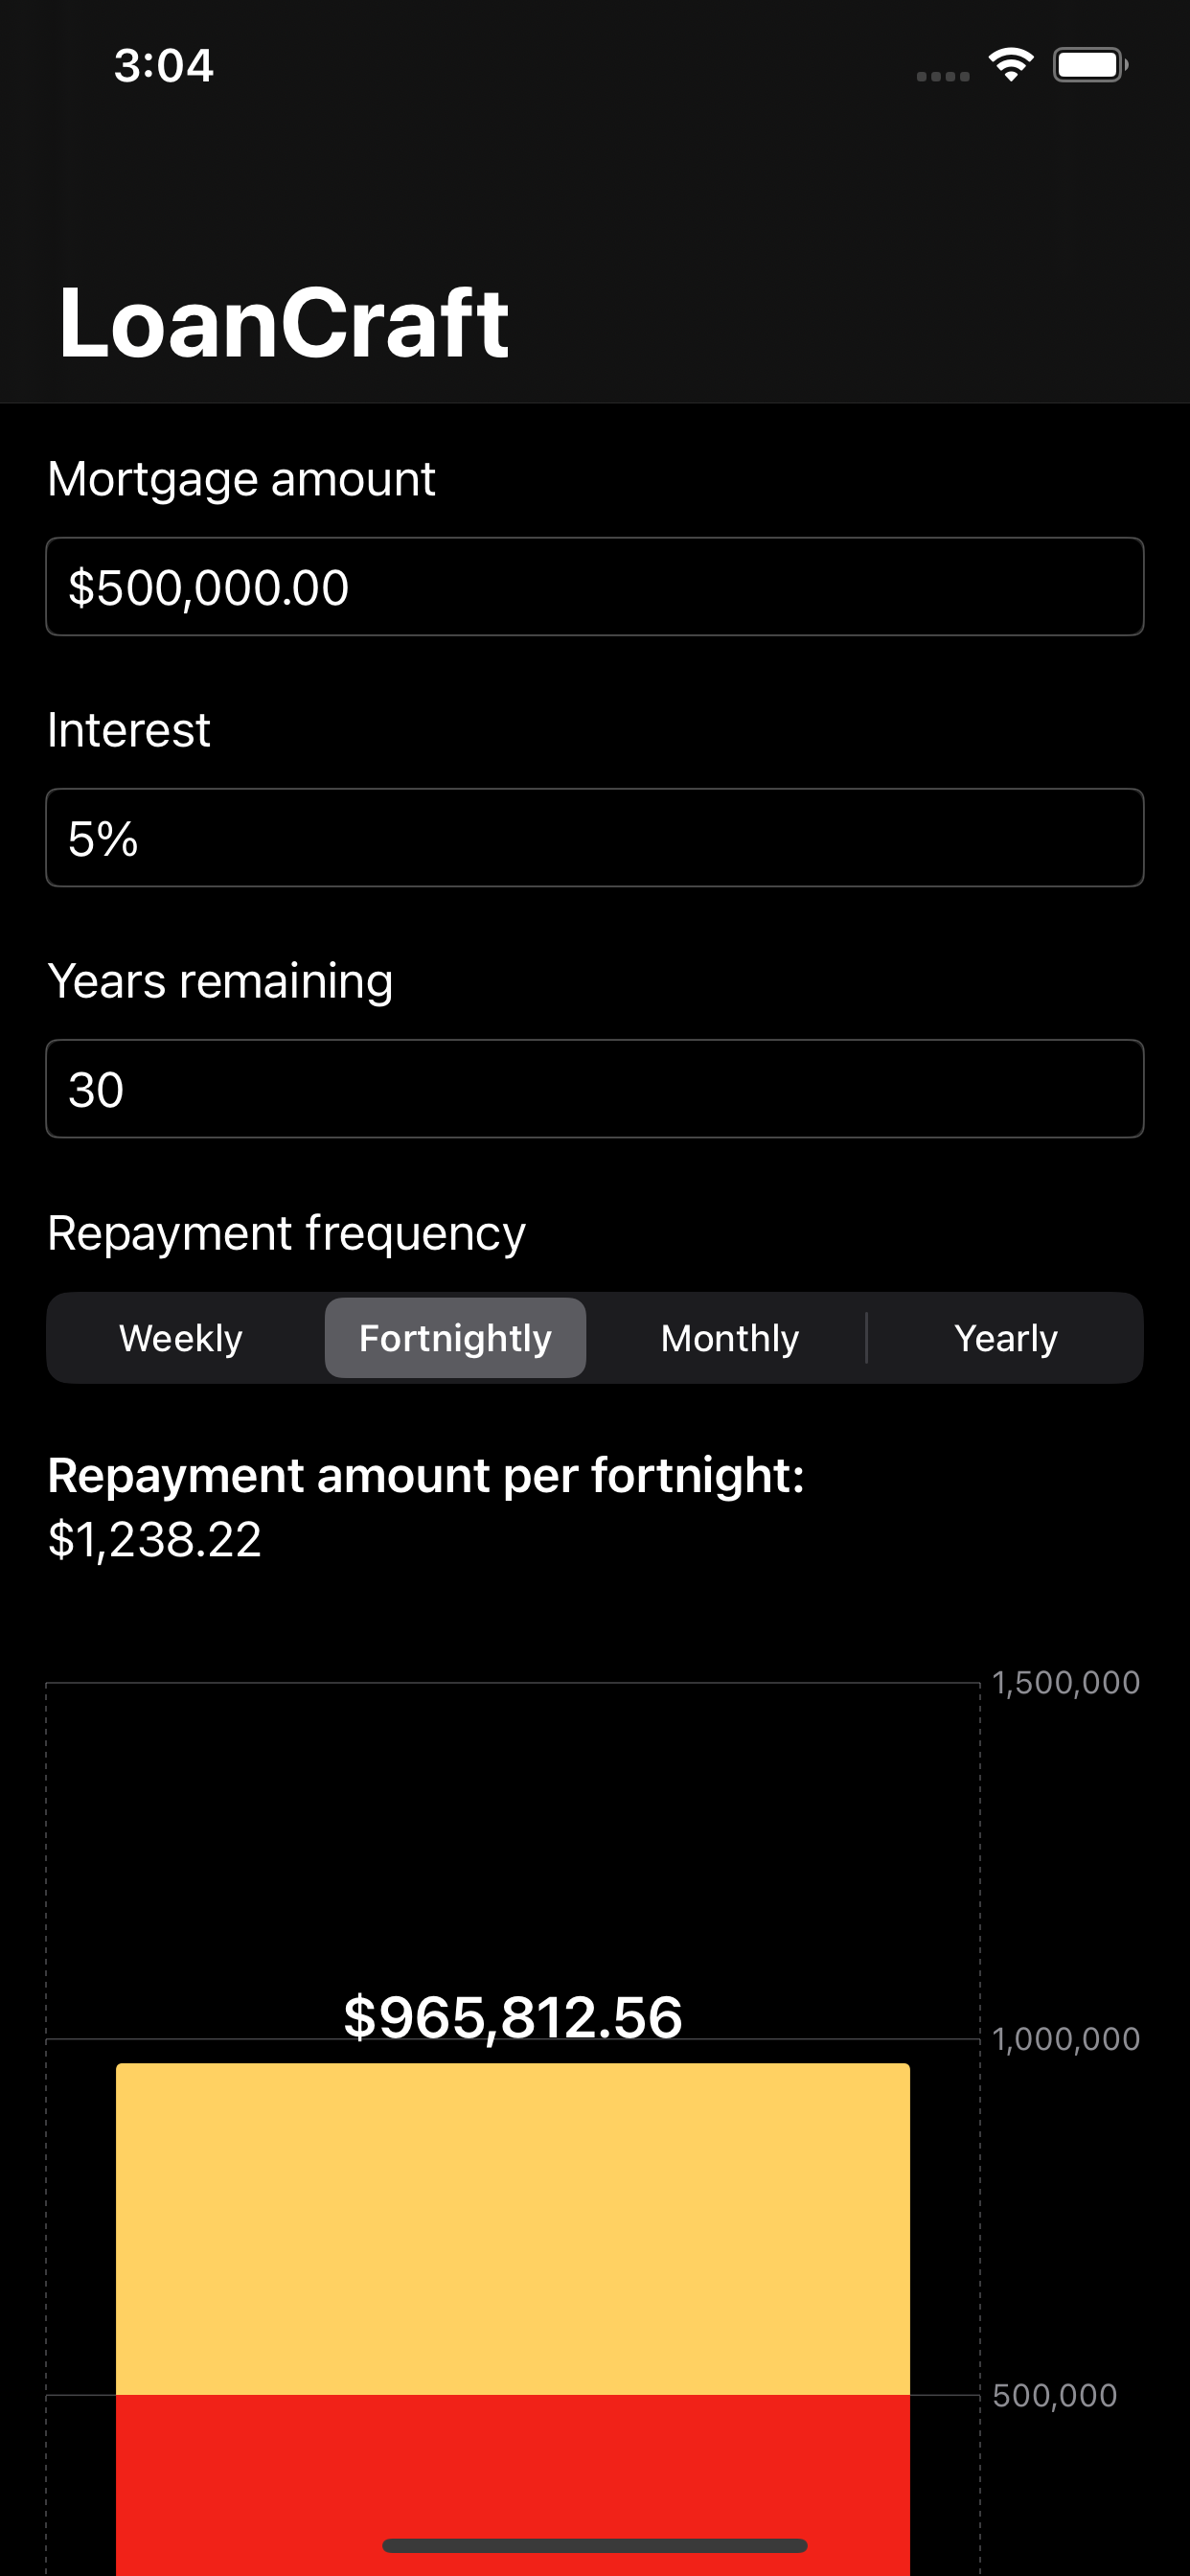 3:04
LoanCraft
Mortgage amount
$500,000.00
Interest
5%
Years remaining
30
Repayment frequency
Weekly Fortnightly Monthly Yearly
Repayment amount per fortnight:
$1,238.22
1,500,000
$965,812.56
1,000,000
500,000